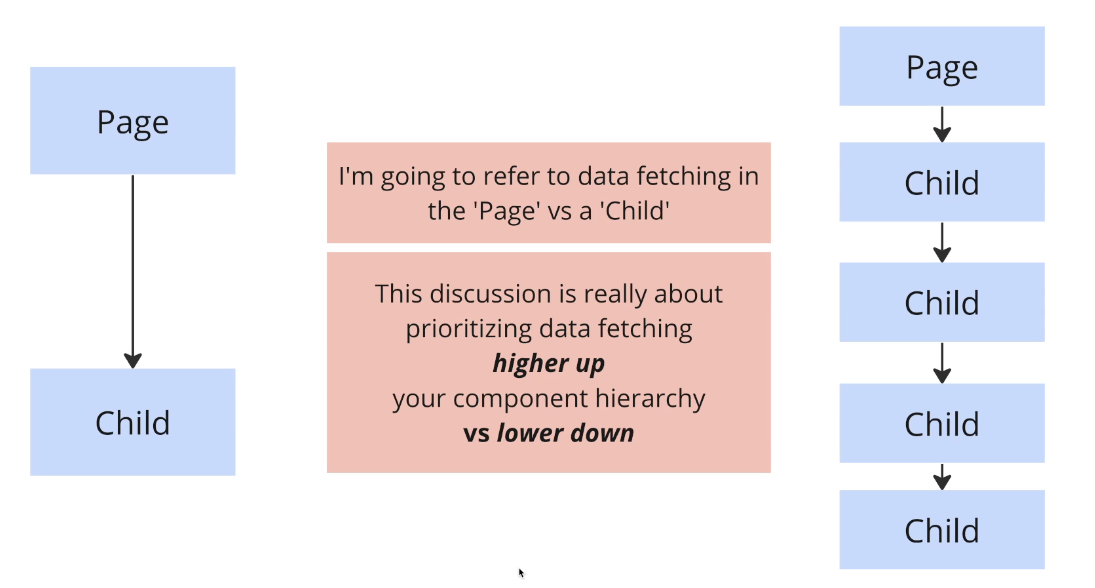 Page
Child
I'm going to refer to data fetching in
the 'Page' vs a 'Child'
This discussion is really about
prioritizing data fetching
higher up
your component hierarchy
vs lower down
Page
Child
Child
Child
Child